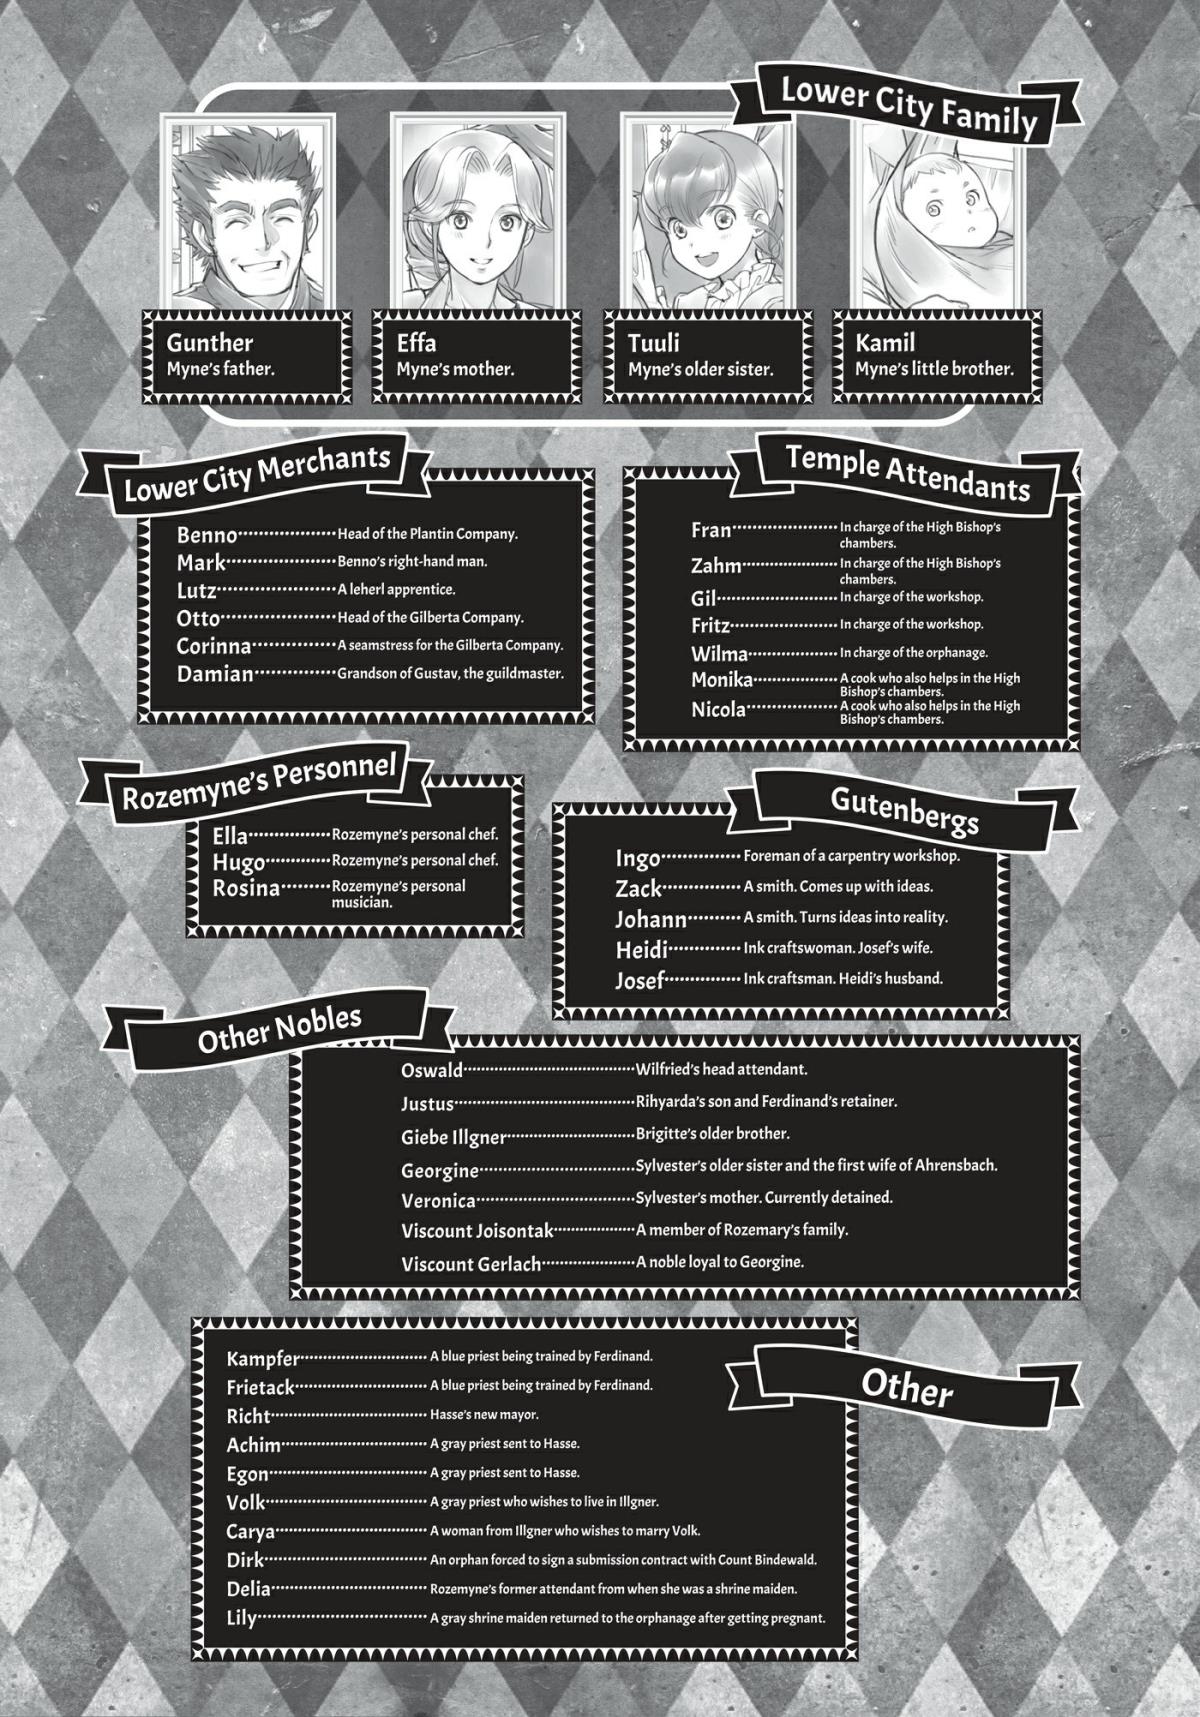 Lower City Family
Gunther
Myne's father.
Effa
Myne's mother.
Tuuli
Myne's older sister.
Kamil
Myne's little brother.
Lower City Merchants
Benno Head of the Plantin Company.
Mark Benno's right-hand man.
Lutz A leherl apprentice.
Otto Head of the Gilberta Company.
Corinna A seamstress for the Gilberta Company.
Damian Grandson of Gustav, the guildmaster.
Temple Attendants
Fran In charge of the High Bishop's
chambers.
Zahm In charge of the High Bishop's
chambers.
Gil In charge of the workshop.
Fritz In charge of the workshop.
Wilma In charge of the orphanage.
Monika A cook who also helps in the High
Bishop's chambers.
Nicola A cook who also helps in the High
Bishop's chambers.
Rozemyne's Personnel
Ella Rozemyne's personal chef.
Hugo Rozemyne's personal chef.
Rosina Rozemyne's personal
musician.
Gutenbergs
Ingo Foreman of a carpentry workshop.
Zack A smith. Comes up with ideas.
Johann A smith. Turns ideas into reality.
Heidi Ink craftswoman. Josef's wife.
Josef Ink craftsman. Heidi's husband.
Other Nobles
Oswald Wilfried's head attendant.
Justus Rihyarda's son and Ferdinand's retainer.
Giebe Illgner Brigitte's older brother.
Georgine Sylvester's older sister and the first wife of Ahrensbach.
Veronica Sylvester's mother. Currently detained.
Viscount Joisontak A member of Rozemary's family.
Viscount Gerlach A noble loyal to Georgine.
Other
Kampfer A blue priest being trained by Ferdinand.
Frietack A blue priest being trained by Ferdinand.
Richt Hasse's new mayor.
Achim A gray priest sent to Hasse.
Egon A gray priest sent to Hasse.
Volk A gray priest who wishes to live in Illgner.
Carya A woman from Illgner who wishes to marry Volk.
Dirk An orphan forced to sign a submission contract with Count Bindewald.
Delia Rozemyne's former attendant from when she was a shrine maiden.
Lily A gray shrine maiden returned to the orphanage after getting pregnant.